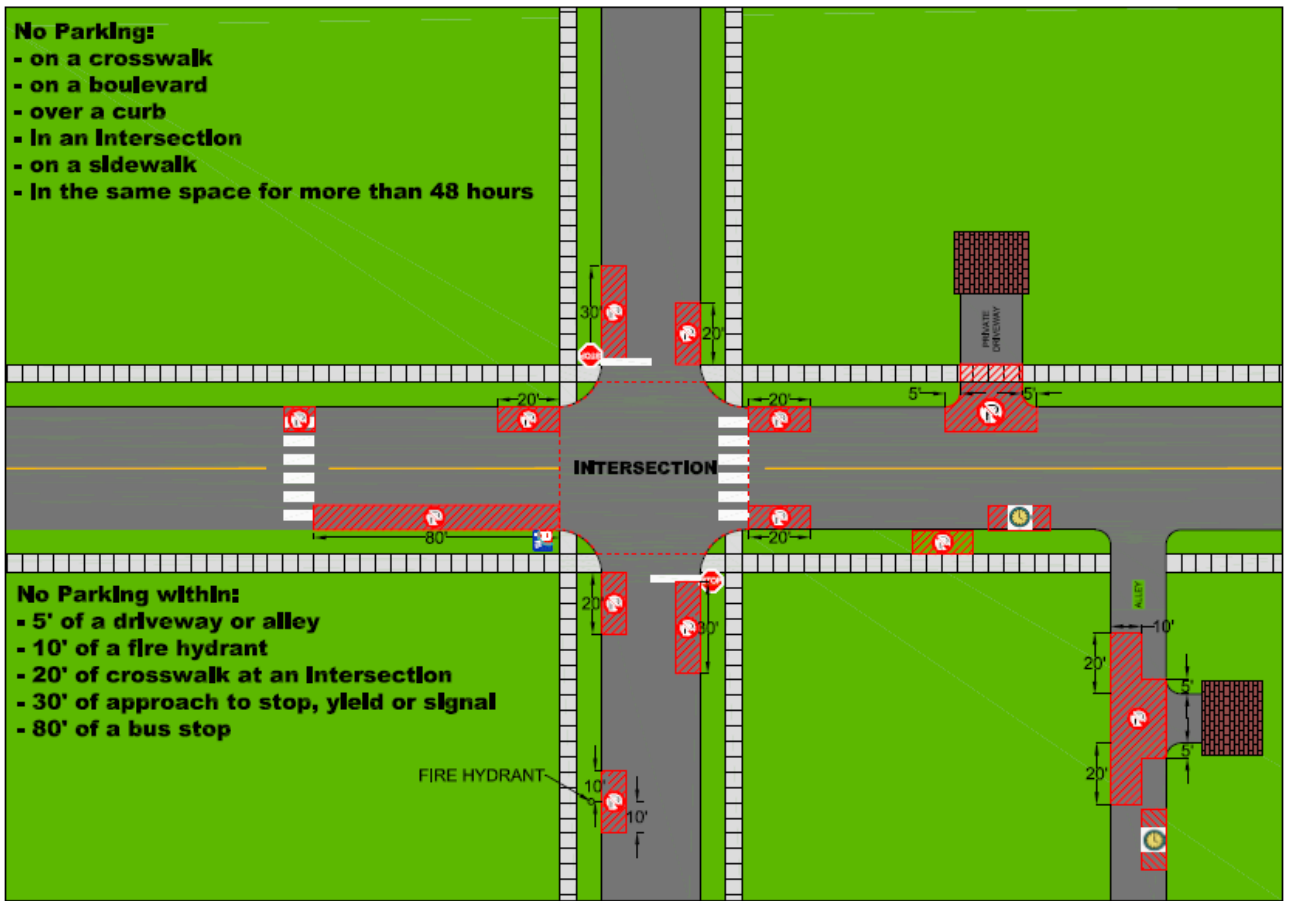 No Parking:
- on a crosswalk
- on a boulevard
- over a curb
- in an intersection
- on a sidewalk
- in the same space for more than 48 hours
30'
20'
STOP
PRIVATE
DRIVEWAY
20'
20'
5'
5'
INTERSECTION
80'
20'
No Parking within:
- 5' of a driveway or alley
- 10' of a fire hydrant
- 20' of crosswalk at an intersection
- 30' of approach to stop, yield or signal
- 80' of a bus stop
20'
STOP
30'
ALLEY
10'
20'
5'
5'
20'
FIRE HYDRANT
10'
10'